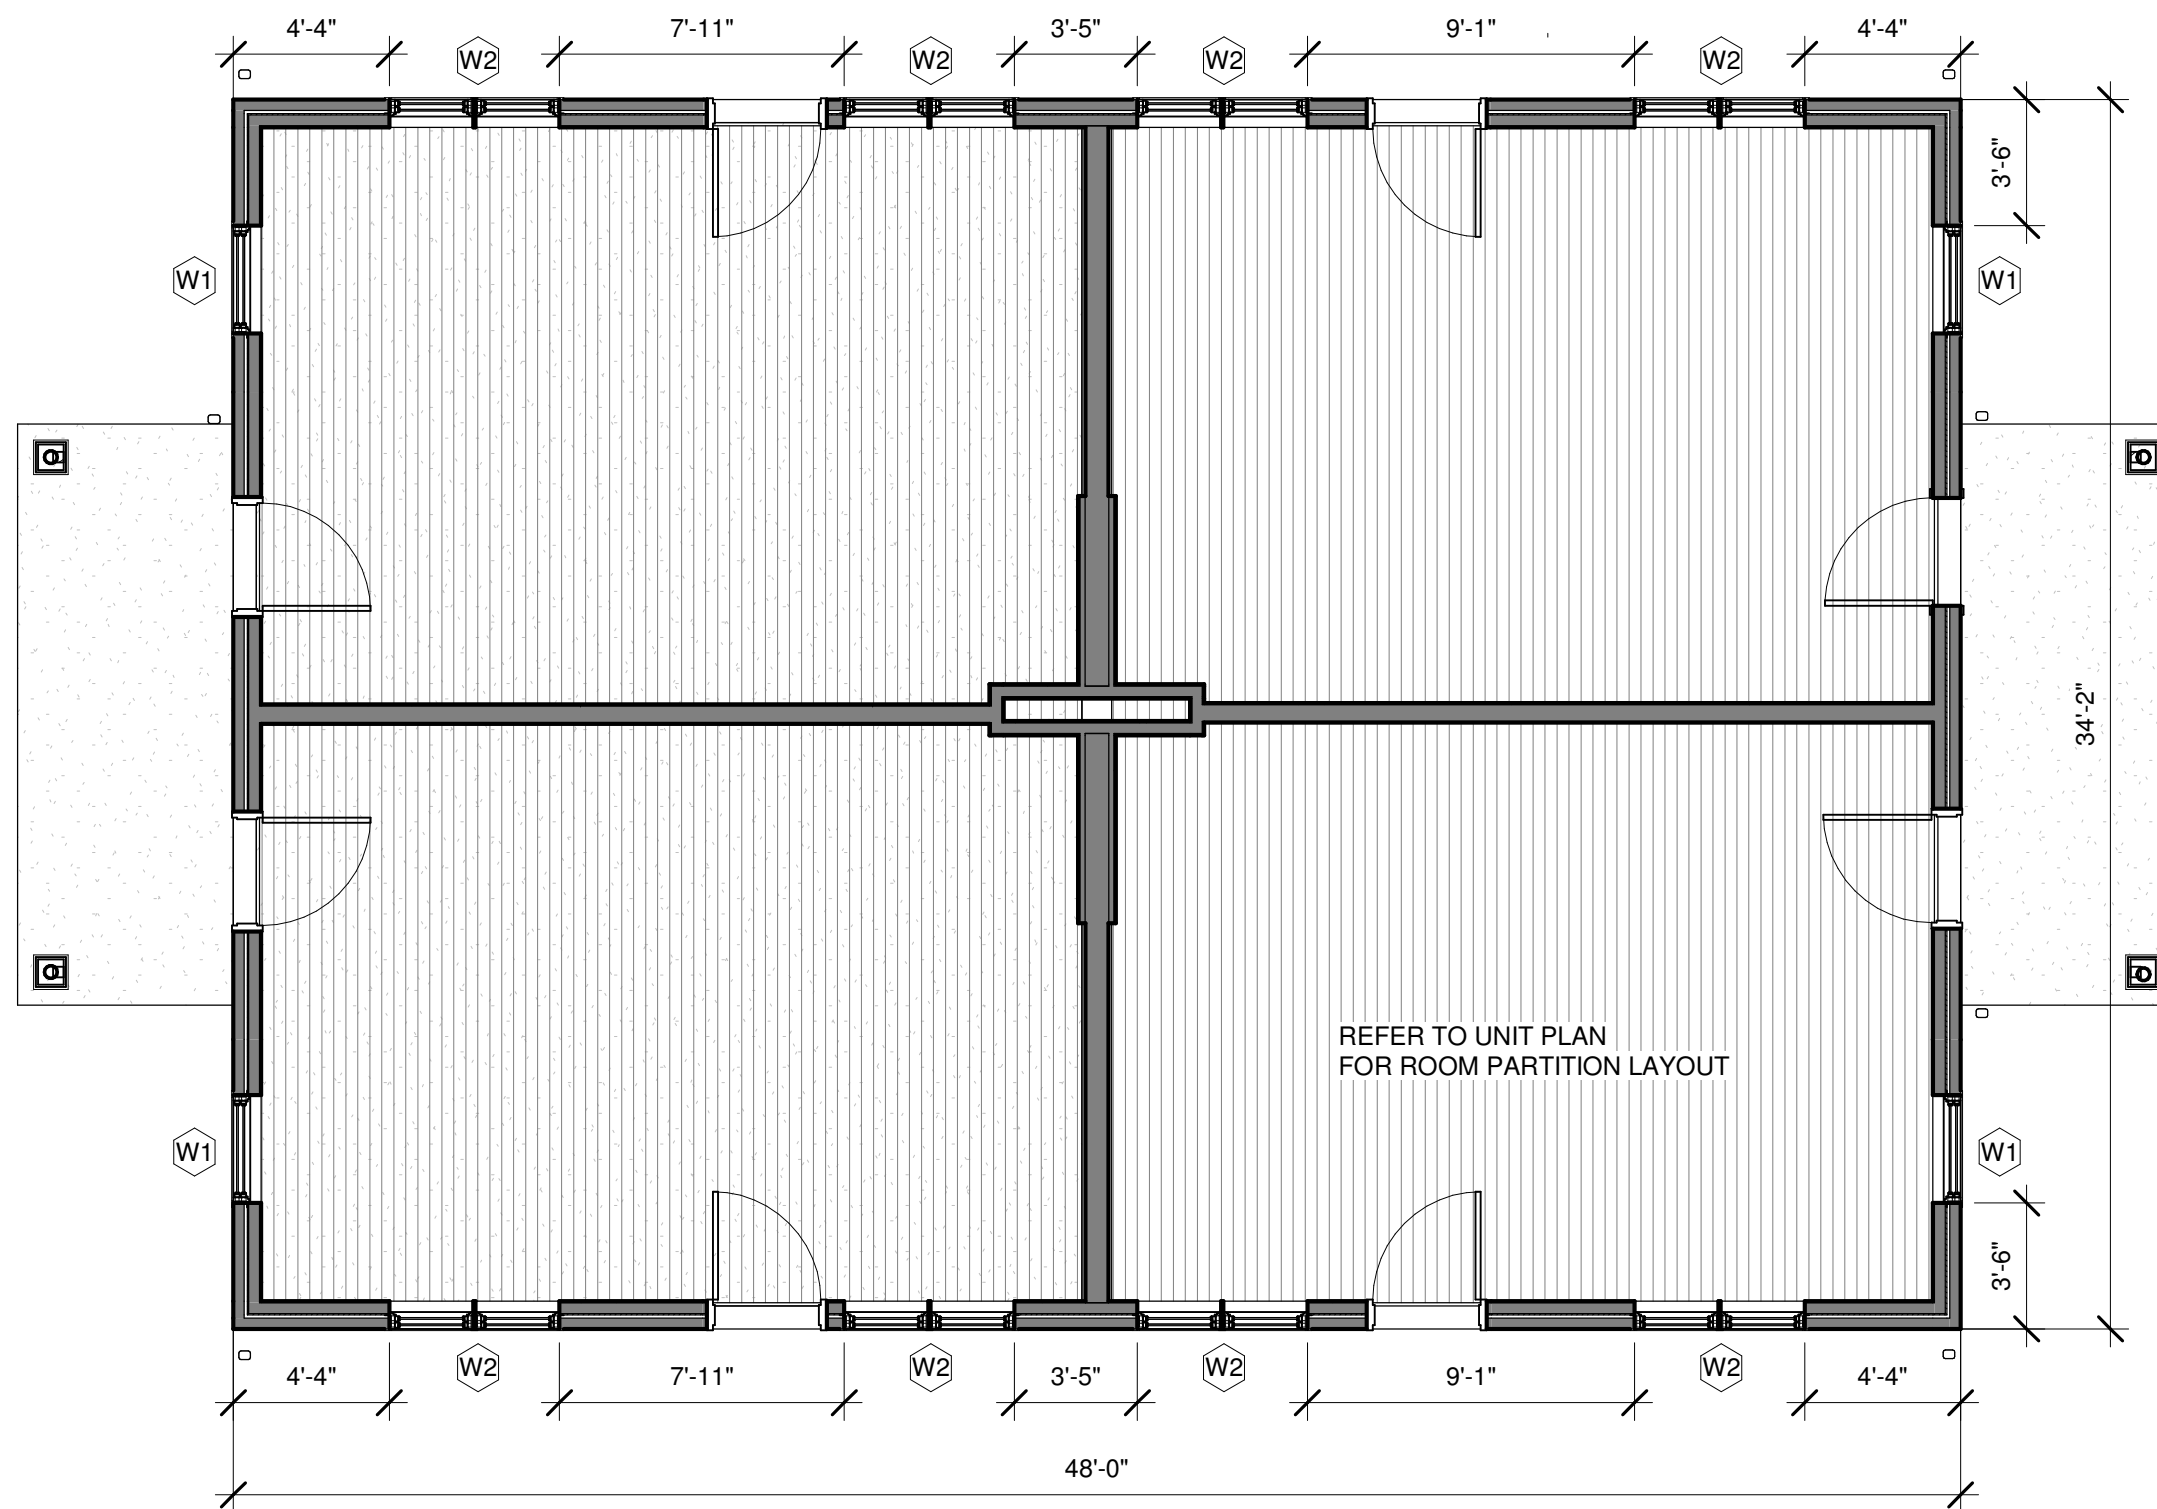 4'-4" 7'-11" 3'-5" 9'-1" 4'-4"
W2 W2 W2 W2
3'-6"
W1 W1
34'-2"
REFER TO UNIT PLAN
FOR ROOM PARTITION LAYOUT
W1 W1
3'-6"
W2 W2 W2 W2
4'-4" 7'-11" 3'-5" 9'-1" 4'-4"
48'-0"